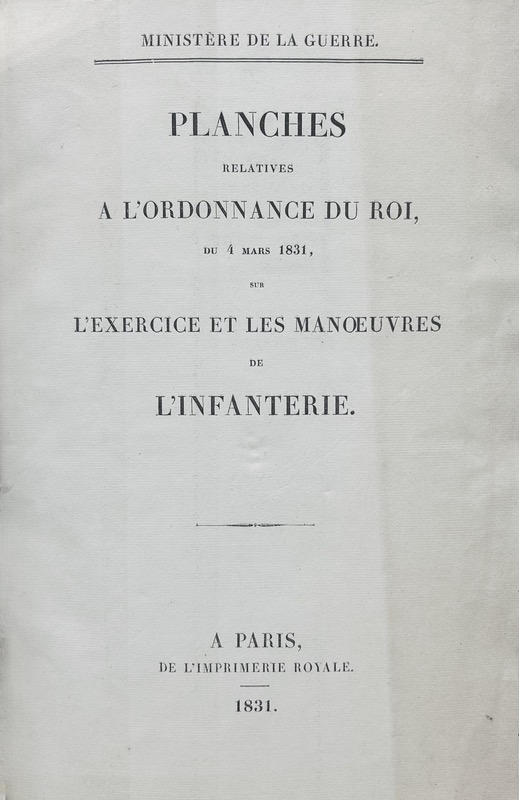 MINISTÈRE DE LA GUERRE.
PLANCHES
RELATIVES
A L'ORDONNANCE DU ROI,
DU 4 MARS 1831,
SUR
L'EXERCICE ET LES MANŒUVRES
DE
L'INFANTERIE.
A PARIS,
DE L'IMPRIMERIE ROYALE.
1831.